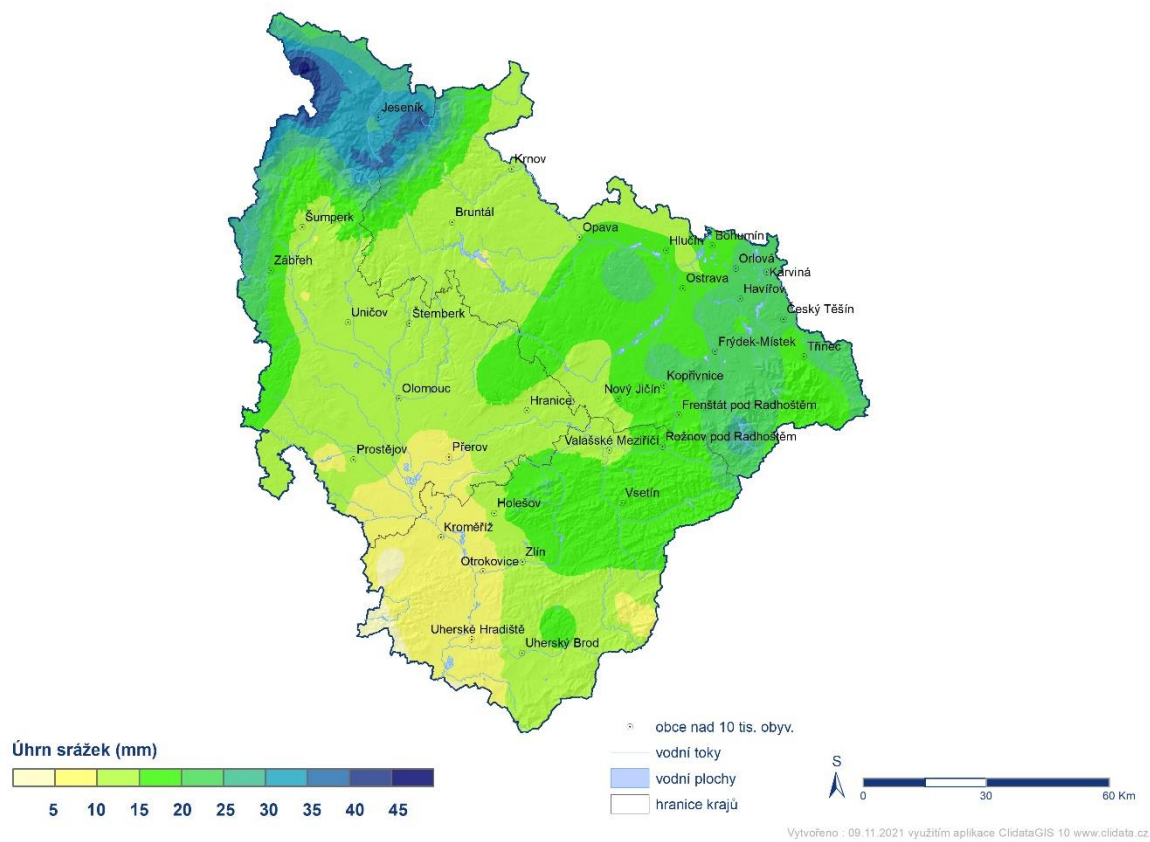 Jeseník
Krnov
Šumperk
Bruntál
Opava
Hlučín
Bohumín
Zábřeh
Orlová
Karviná
Ostrava
Havířov
Uničov
Šternberk
Český Těšín
Frýdek-Místek
Třinec
Olomouc
Nový Jičín
Kopřivnice
Hranice
Frenštát pod Radhoštěm
Prostějov
Přerov
Valašské Meziříčí
Rožnov pod Radhoštěm
Holešov
Vsetín
Kroměříž
Otrokovice
Zlín
Uherské Hradiště
Uherský Brod
Úhrn srážek (mm)
5 10 15 20 25 30 35 40 45
obce nad 10 tis. obyv.
vodní toky
vodní plochy
hranice krajů
S
0 30 60 Km
Vytvořeno : 09.11.2021 využitím aplikace ClidataGIS 10 www.clidata.cz